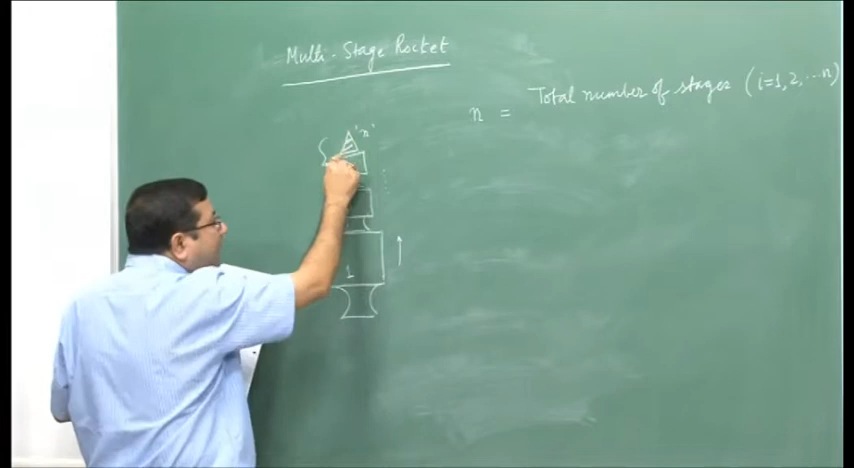 Multi-Stage Rocket
n = Total number of stages (i=1, 2, ...n)
'n'
1